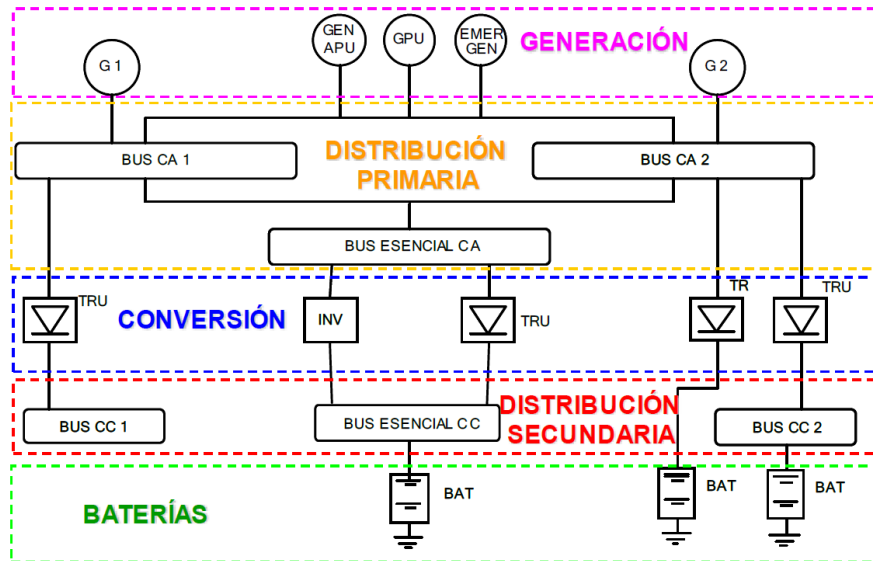 GEN
APU
GPU
EMER
GEN
GENERACIÓN
G 1
G 2
BUS CA 1
DISTRIBUCIÓN
PRIMARIA
BUS CA 2
BUS ESENCIAL CA
TRU
CONVERSIÓN
INV
TRU
TR
TRU
BUS CC 1
BUS ESENCIAL CC
DISTRIBUCIÓN
SECUNDARIA
BUS CC 2
BATERÍAS
BAT
BAT
BAT